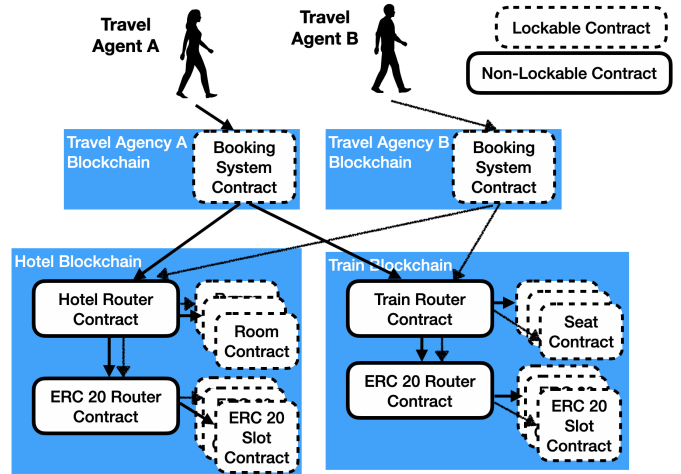 Travel
Agent A
Travel
Agent B
Lockable Contract
Non-Lockable Contract
Travel Agency A
Blockchain
Booking
System
Contract
Travel Agency B
Blockchain
Booking
System
Contract
Hotel Blockchain
Hotel Router
Contract
Room
Contract
ERC 20 Router
Contract
ERC 20
Slot
Contract
Train Blockchain
Train Router
Contract
Seat
Contract
ERC 20 Router
Contract
ERC 20
Slot
Contract